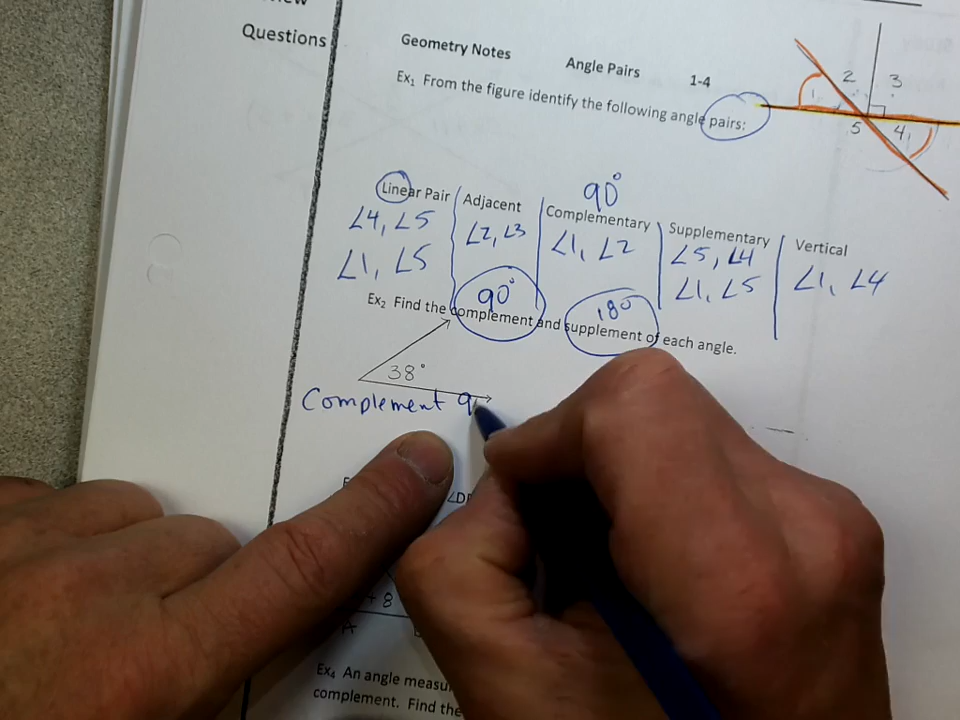 Questions
Geometry Notes Angle Pairs 1-4
Ex₁ From the figure identify the following angle pairs:
1 2 3
5 4
90°
Linear Pair Adjacent Complementary Supplementary Vertical
∠4, ∠5 ∠2, ∠3 ∠1, ∠2 ∠5, ∠4 ∠1, ∠4
∠1, ∠5 ∠1, ∠5
90° 180
Ex₂ Find the complement and supplement of each angle.
38°
Complement 9
+ 8
Ex₄ An angle
complement. Find the